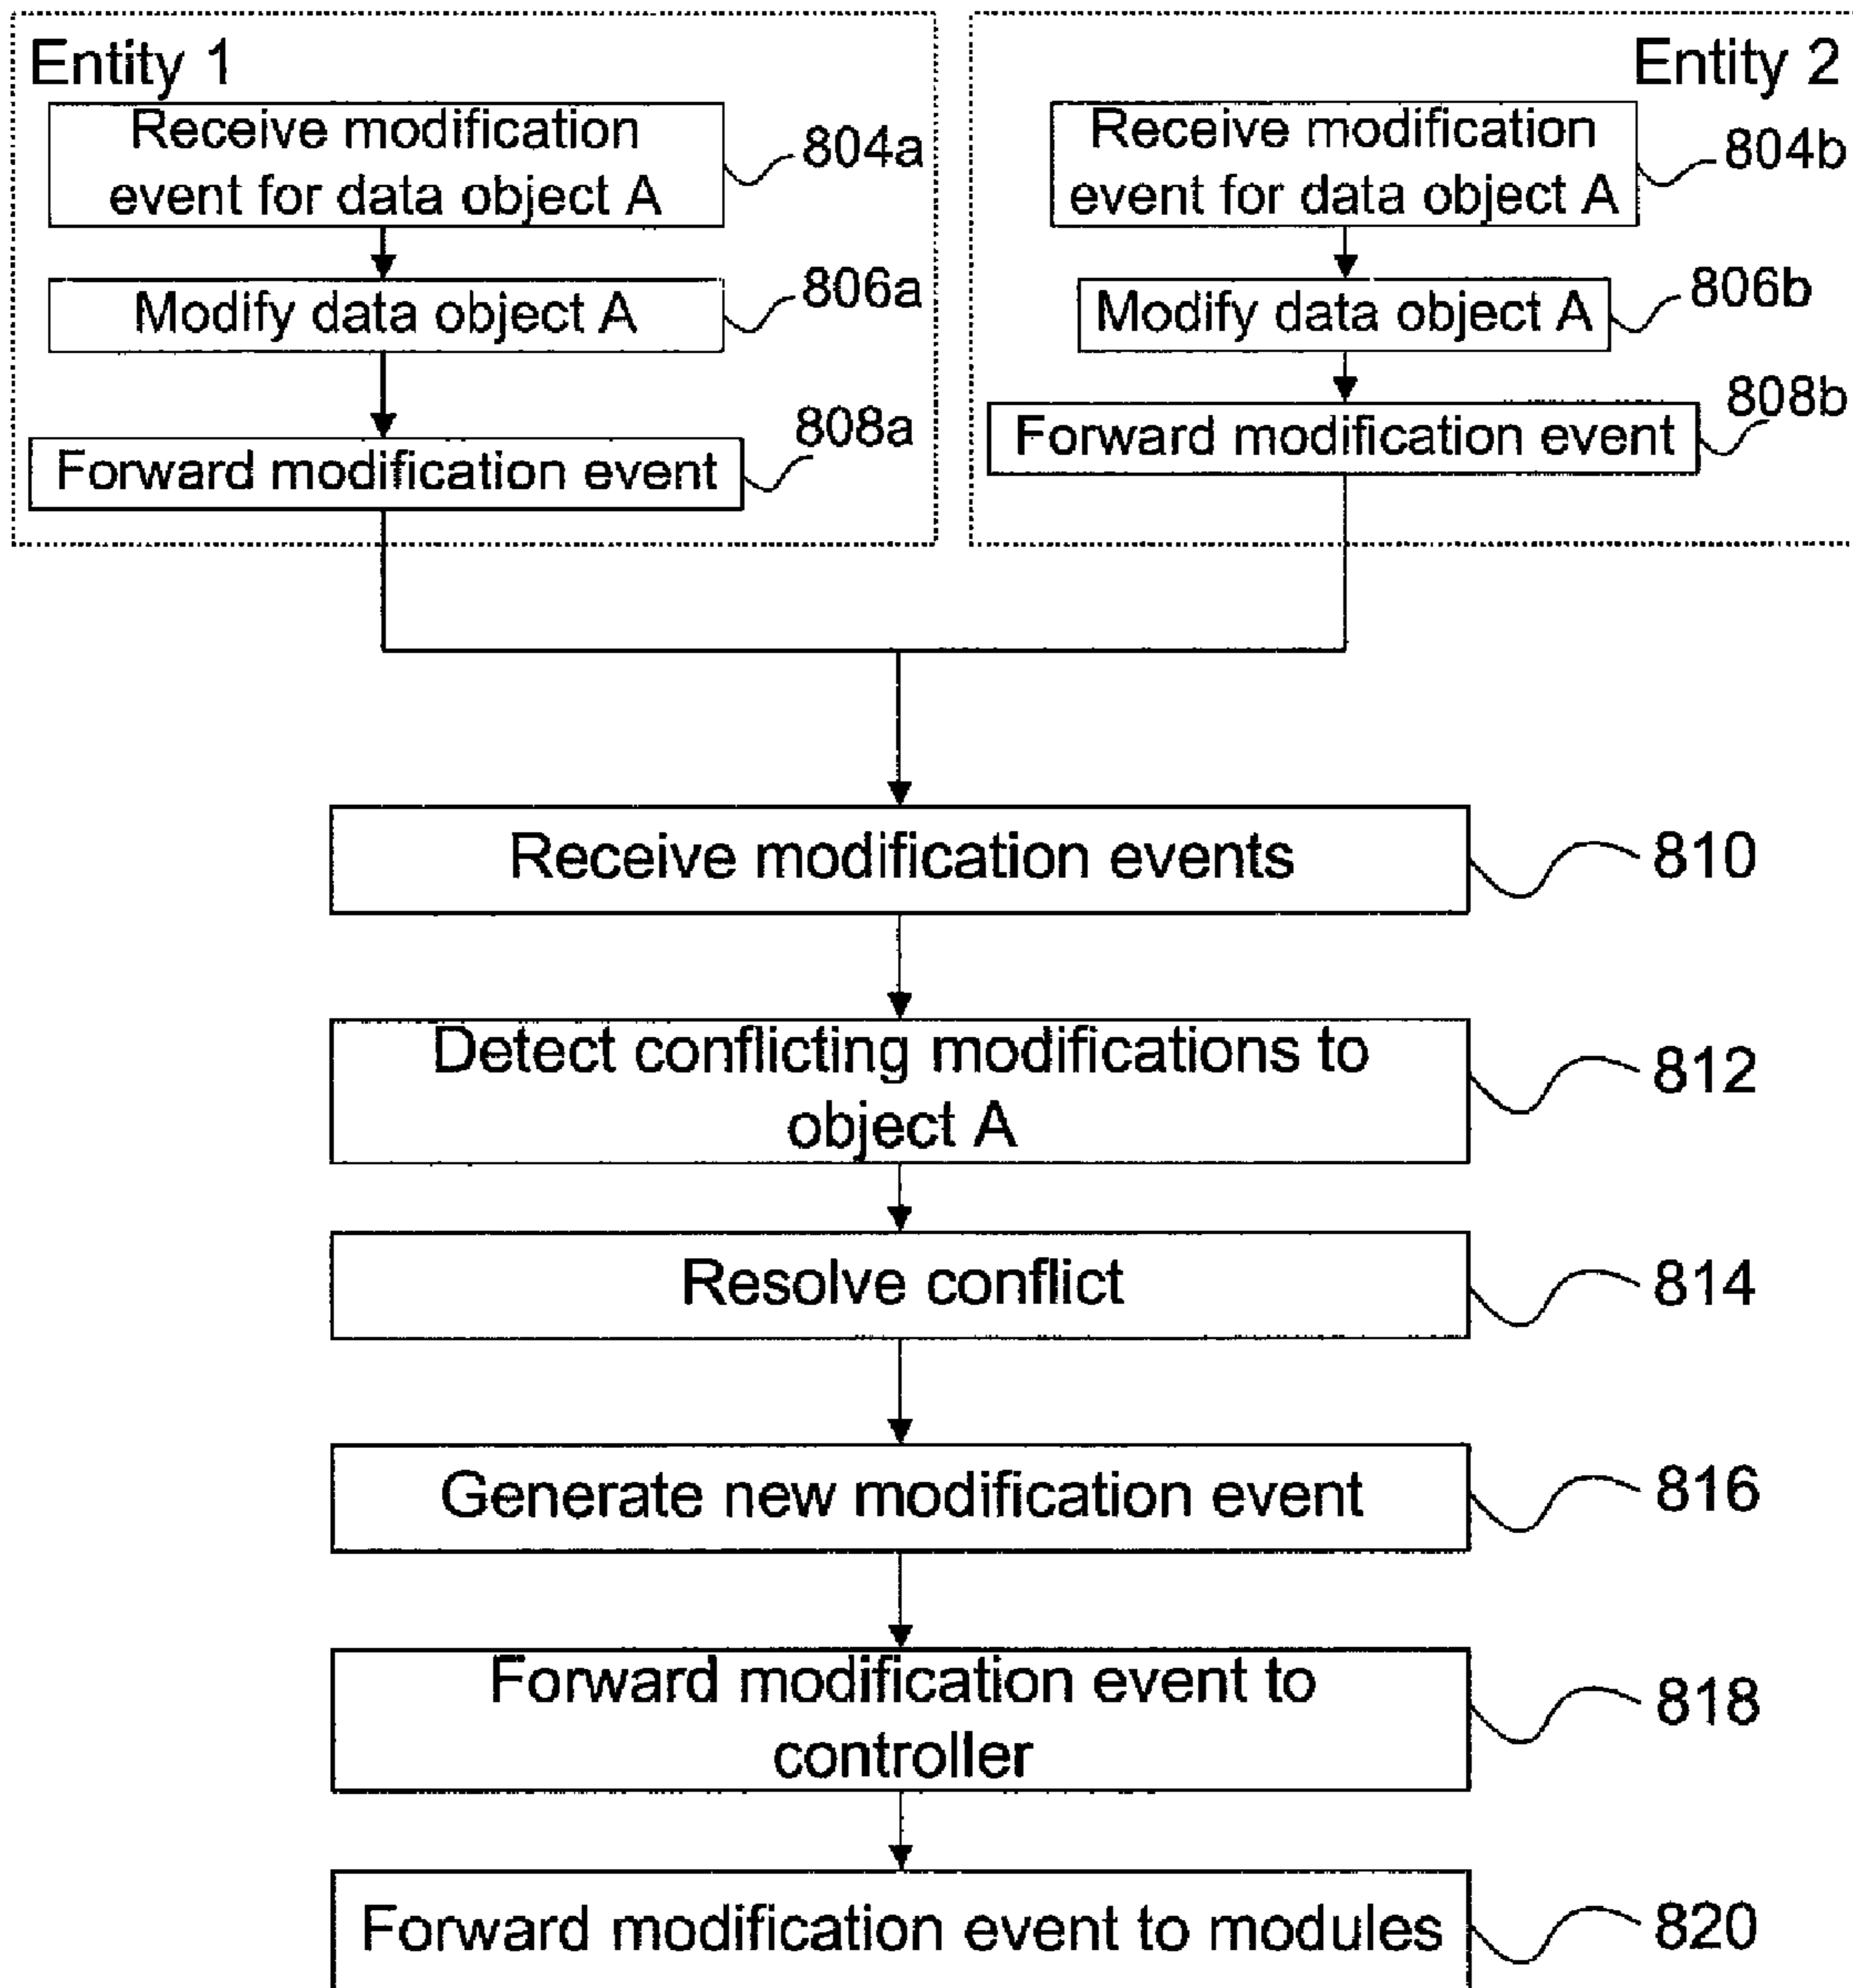 Entity 1
Receive modification
event for data object A
804a
Modify data object A
806a
Forward modification event
808a
Entity 2
Receive modification
event for data object A
804b
Modify data object A
806b
Forward modification event
808b
Receive modification events
810
Detect conflicting modifications to
object A
812
Resolve conflict
814
Generate new modification event
816
Forward modification event to
controller
818
Forward modification event to modules
820